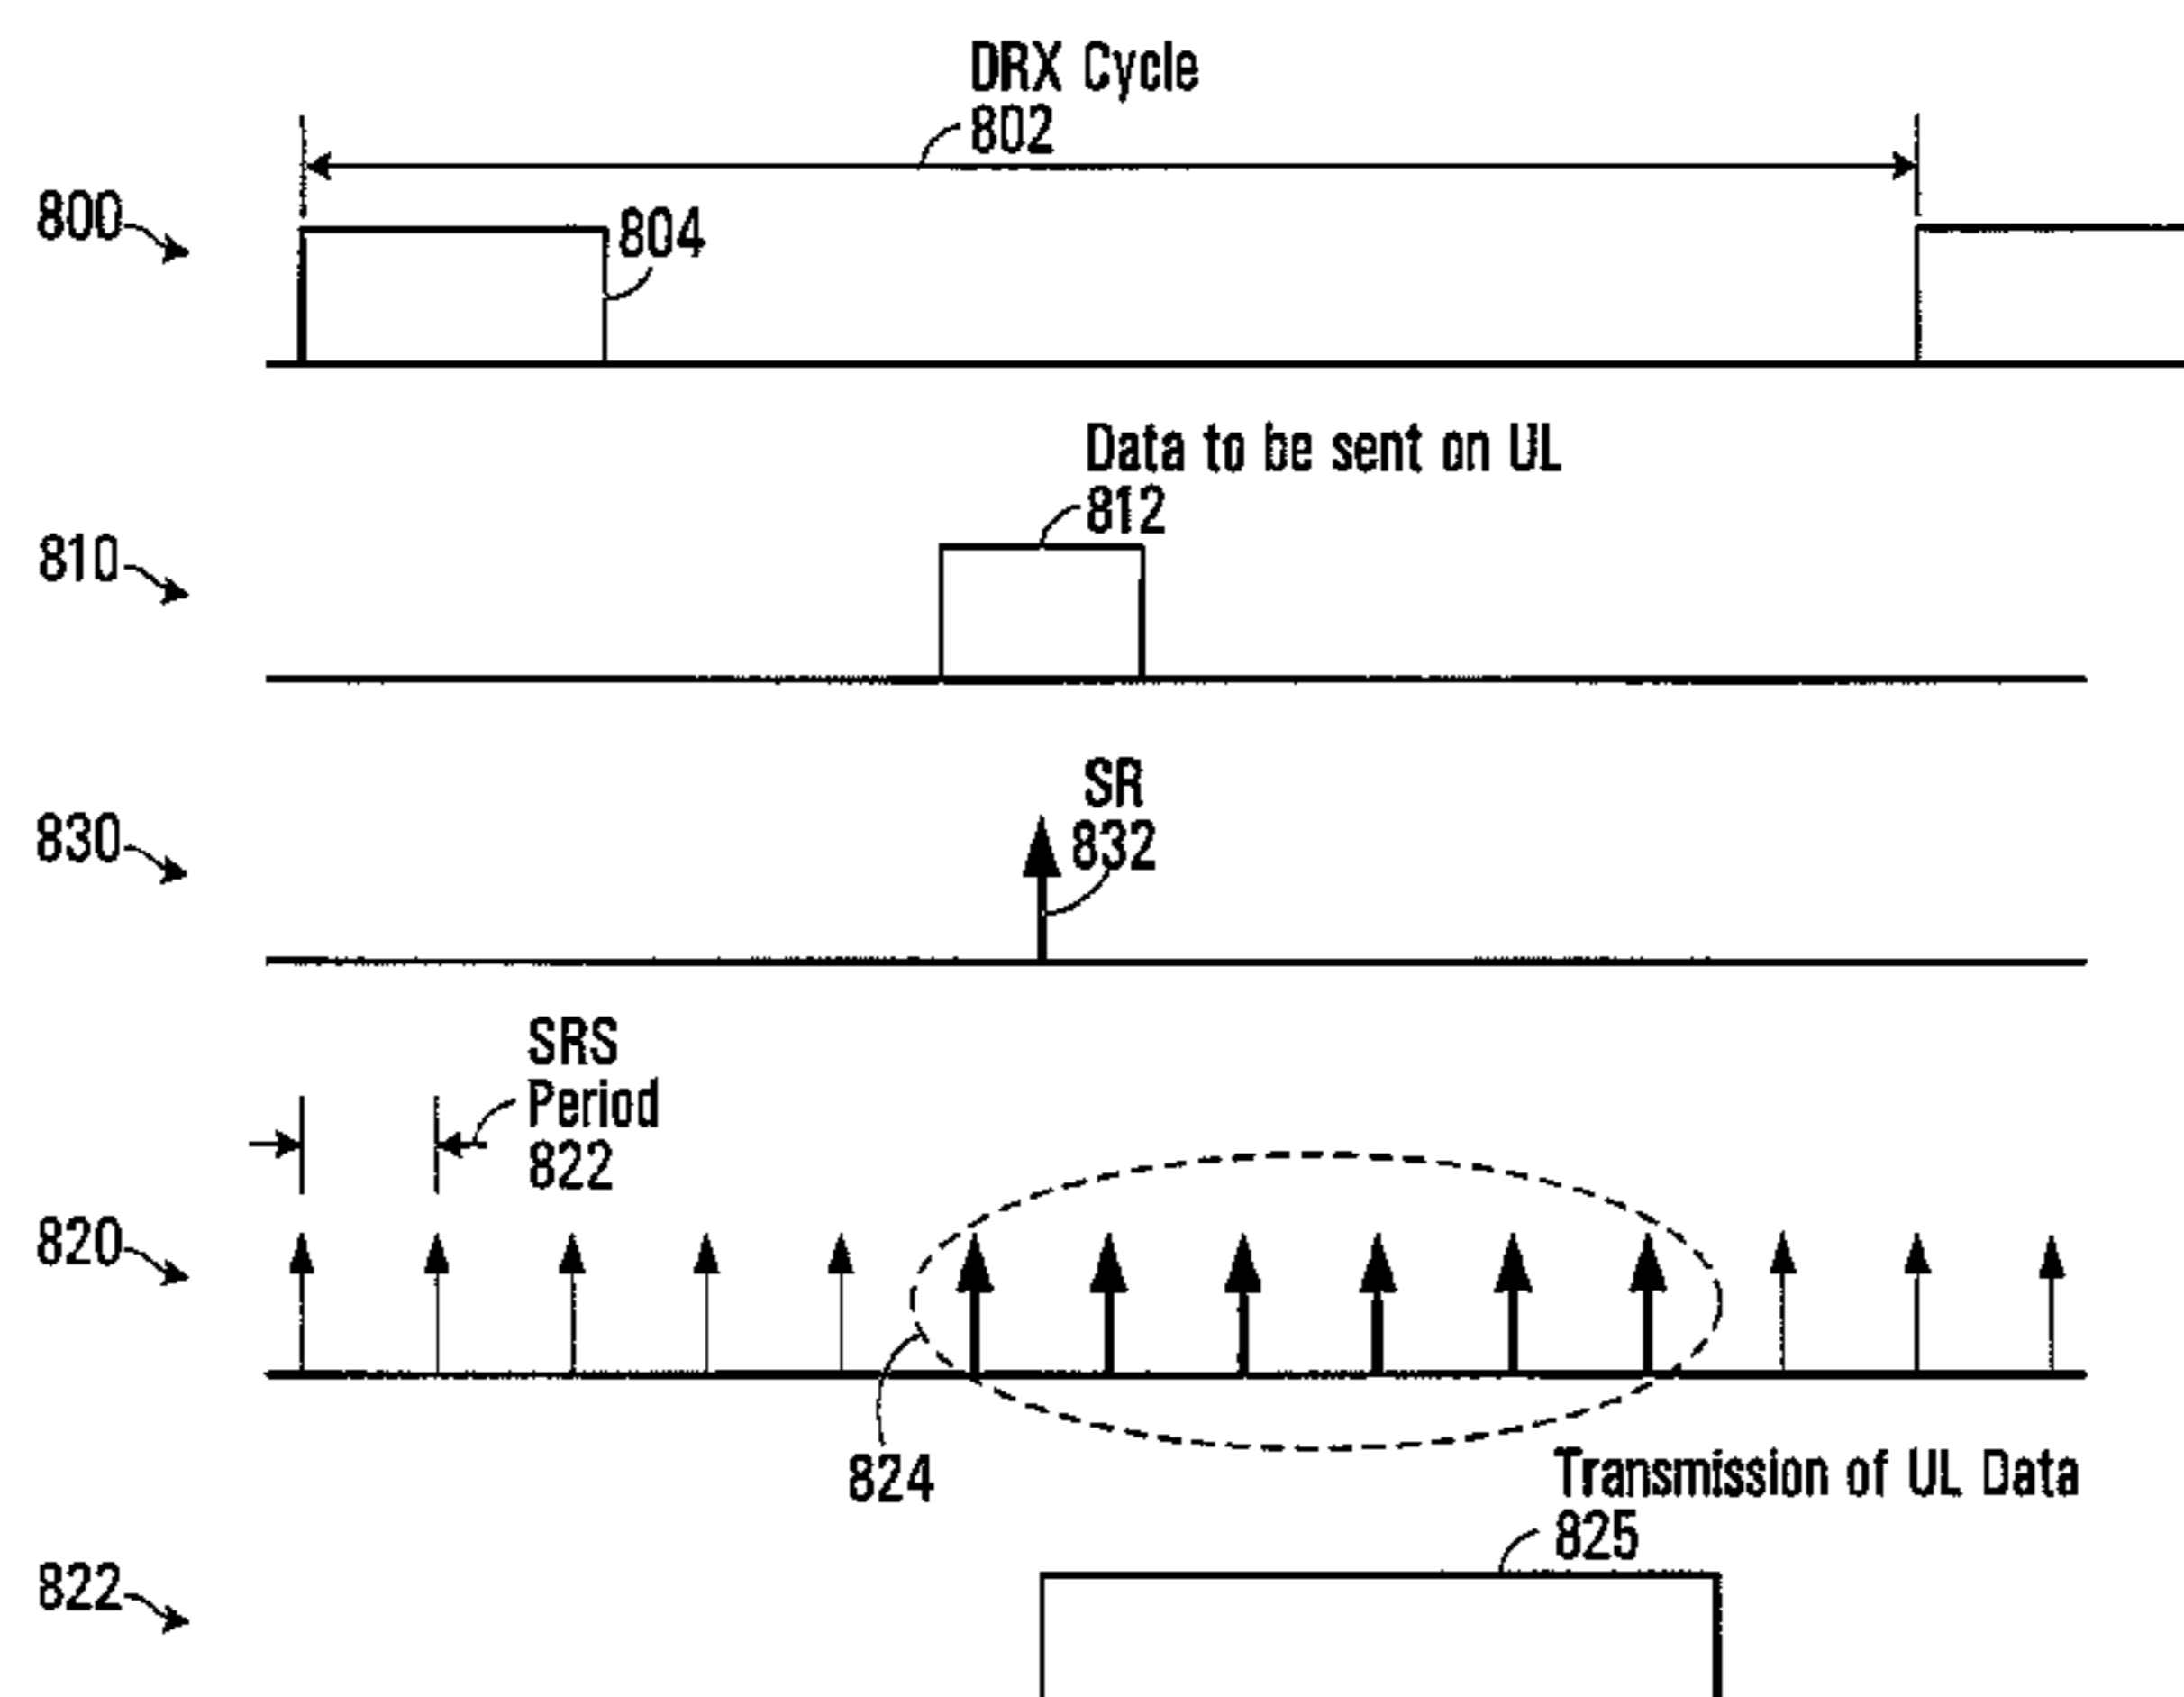 DRX Cycle
802
800
804
Data to be sent on UL
812
810
SR
832
830
SRS
Period
822
820
824
Transmission of UL Data
825
822